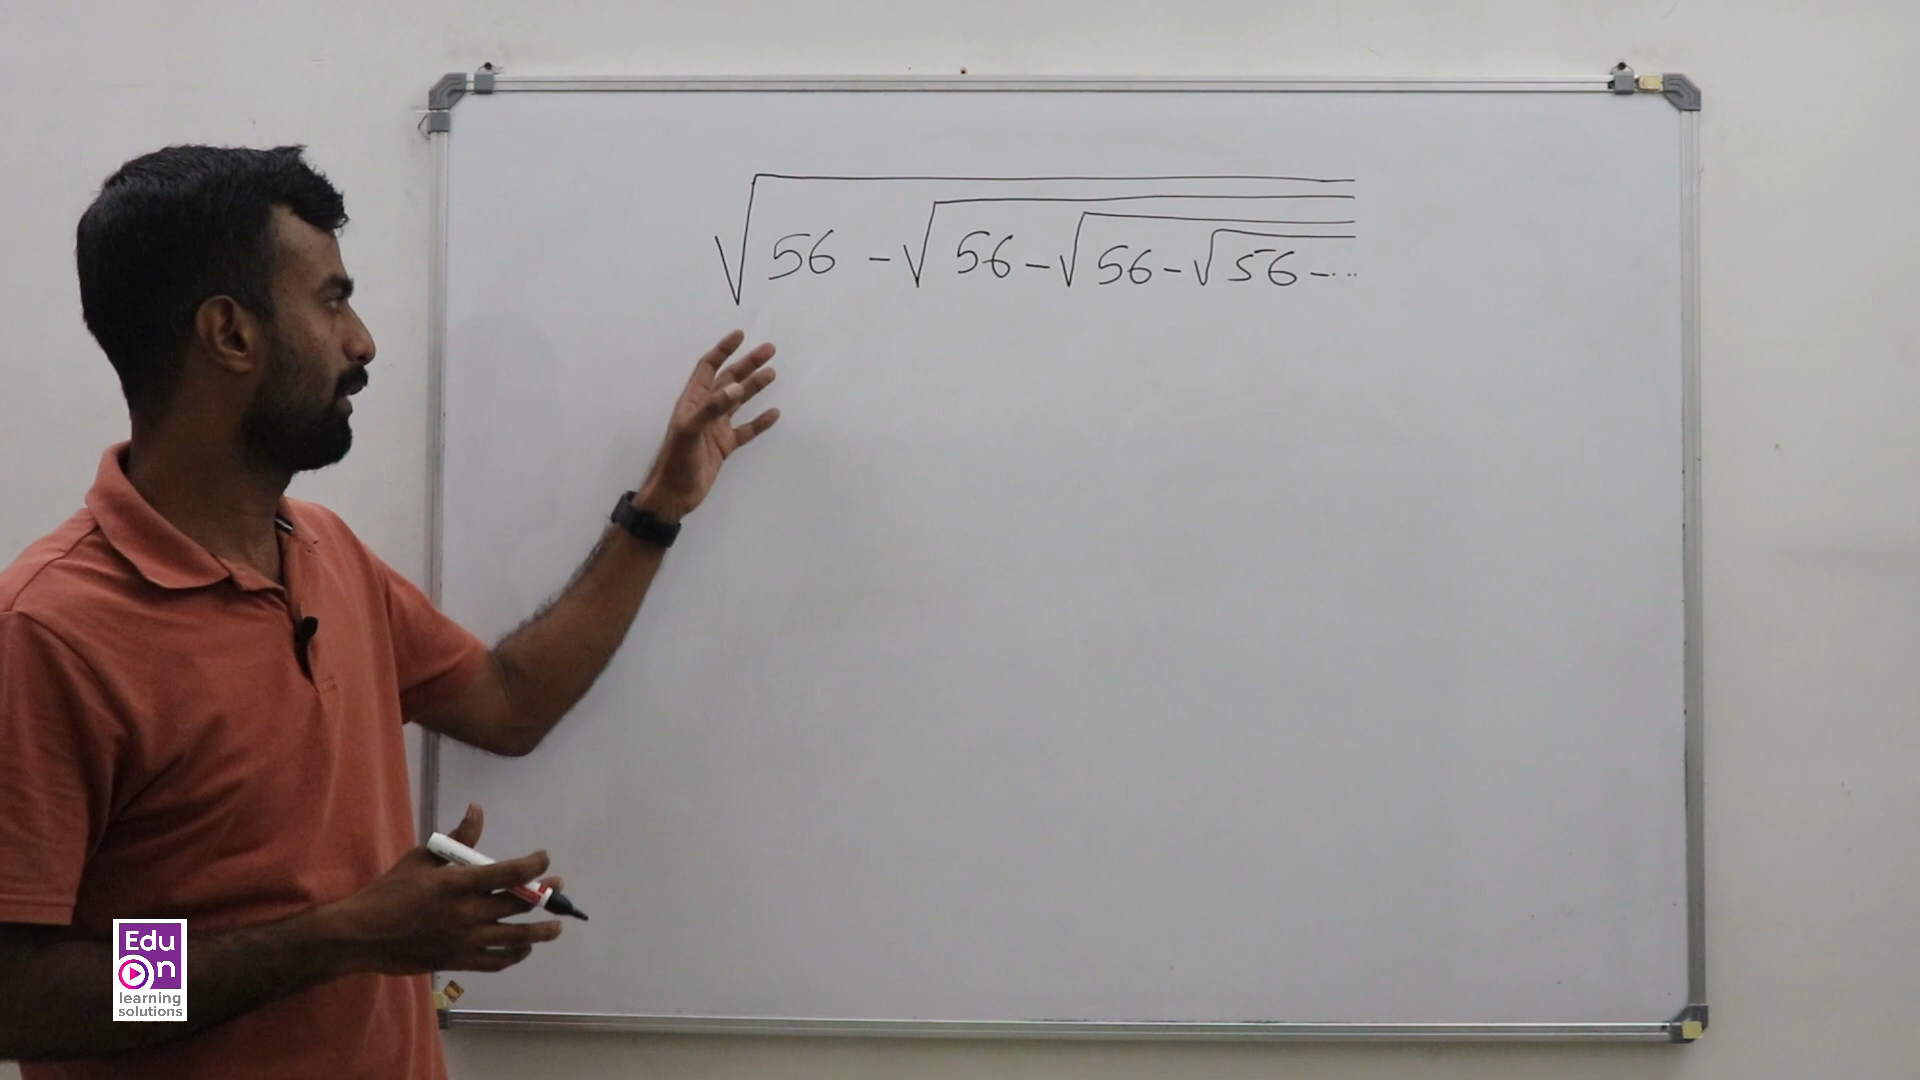 √56 - √56 - √56 - √56 - ...
Edu
On
learning
solutions